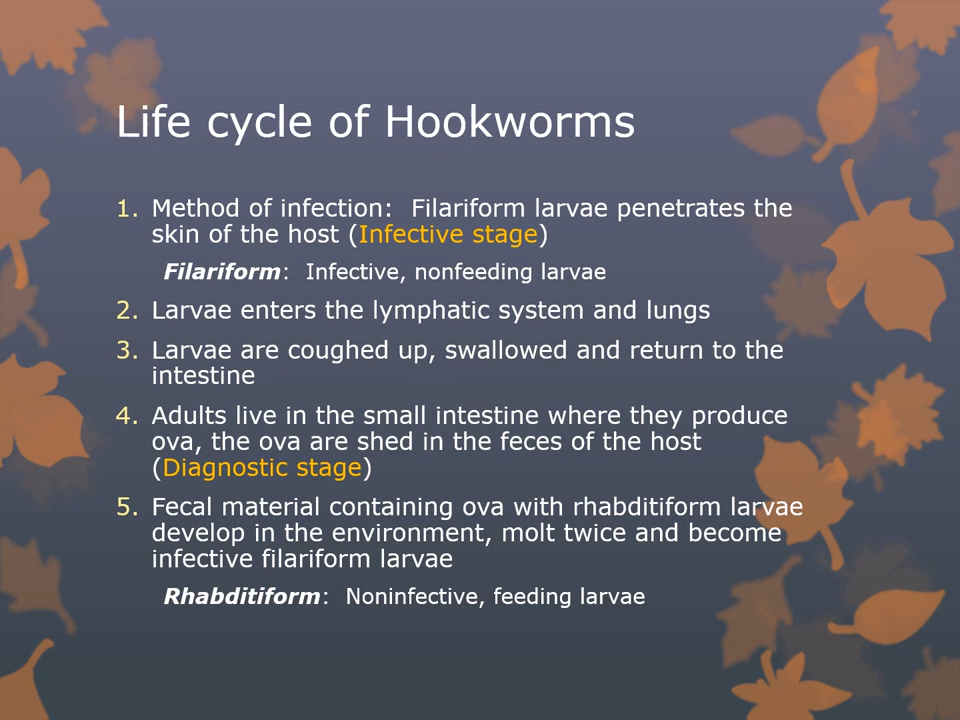 Life cycle of Hookworms
1. Method of infection:  Filariform larvae penetrates the
skin of the host (Infective stage)
Filariform:  Infective, nonfeeding larvae
2. Larvae enters the lymphatic system and lungs
3. Larvae are coughed up, swallowed and return to the
intestine
4. Adults live in the small intestine where they produce
ova, the ova are shed in the feces of the host
(Diagnostic stage)
5. Fecal material containing ova with rhabditiform larvae
develop in the environment, molt twice and become
infective filariform larvae
Rhabditiform:  Noninfective, feeding larvae